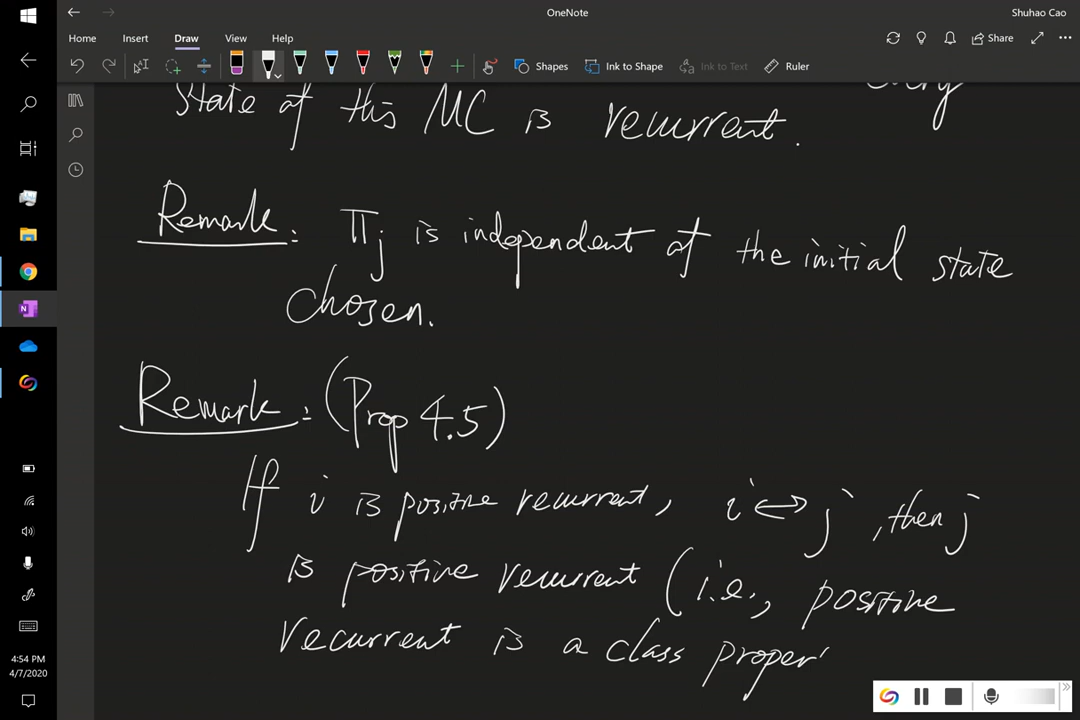 OneNote
Shuhao Cao
Home Insert Draw View Help
Share
Shapes Ink to Shape Ink to Text Ruler
every
state of this MC is recurrent.
Remark: πj is independent of the initial state
chosen.
Remark: (Prop 4.5)
If i is positive recurrent, i ↔ j, then j
is positive recurrent (i.e., positive
recurrent is a class proper
4:54 PM
4/7/2020